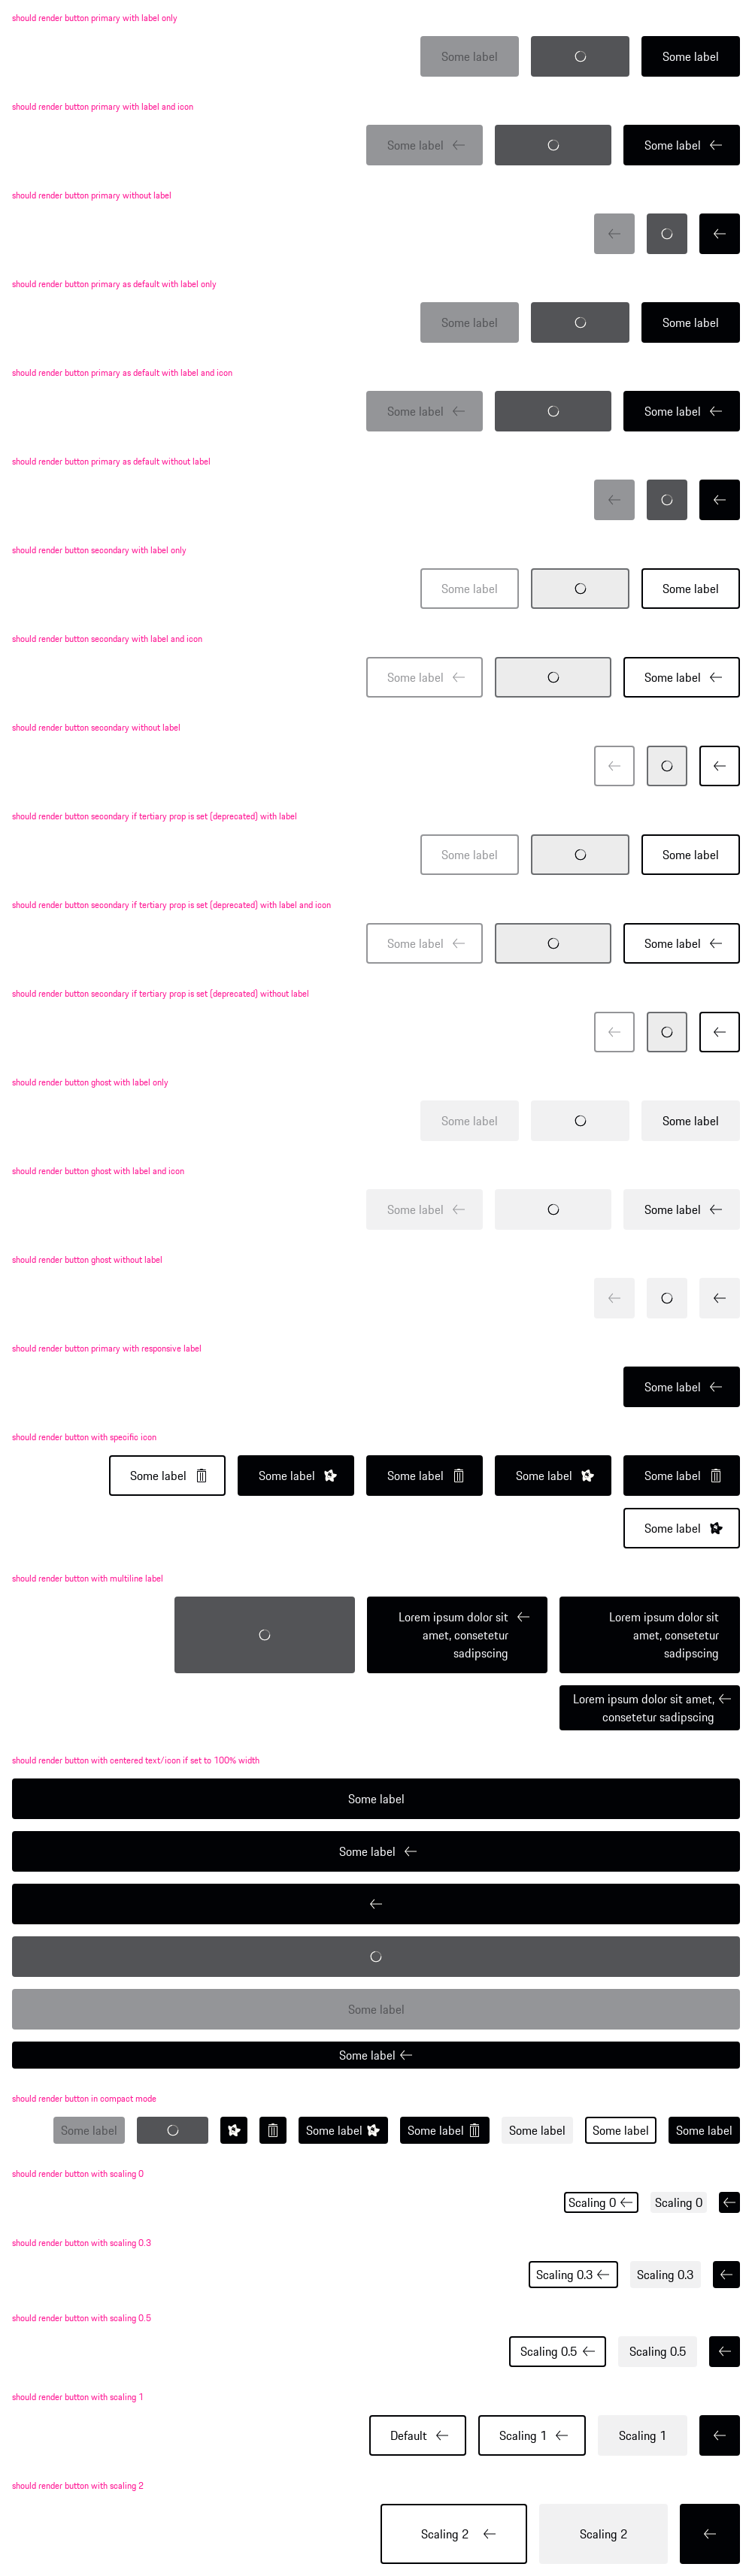 should render button primary with label only
Some label Some label
should render button primary with label and icon
Some label Some label
should render button primary without label
should render button primary as default with label only
Some label Some label
should render button primary as default with label and icon
Some label Some label
should render button primary as default without label
should render button secondary with label only
Some label Some label
should render button secondary with label and icon
Some label Some label
should render button secondary without label
should render button secondary if tertiary prop is set (deprecated) with label
Some label Some label
should render button secondary if tertiary prop is set (deprecated) with label and icon
Some label Some label
should render button secondary if tertiary prop is set (deprecated) without label
should render button ghost with label only
Some label Some label
should render button ghost with label and icon
Some label Some label
should render button ghost without label
should render button primary with responsive label
Some label
should render button with specific icon
Some label Some label Some label Some label Some label
Some label
should render button with multiline label
Lorem ipsum dolor sit
amet, consetetur
sadipscing
Lorem ipsum dolor sit
amet, consetetur
sadipscing
Lorem ipsum dolor sit amet,
consetetur sadipscing
should render button with centered text/icon if set to 100% width
Some label
Some label
Some label
Some label
should render button in compact mode
Some label Some label Some label Some label Some label Some label
should render button with scaling 0
Scaling 0 Scaling 0
should render button with scaling 0.3
Scaling 0.3 Scaling 0.3
should render button with scaling 0.5
Scaling 0.5 Scaling 0.5
should render button with scaling 1
Default Scaling 1 Scaling 1
should render button with scaling 2
Scaling 2 Scaling 2